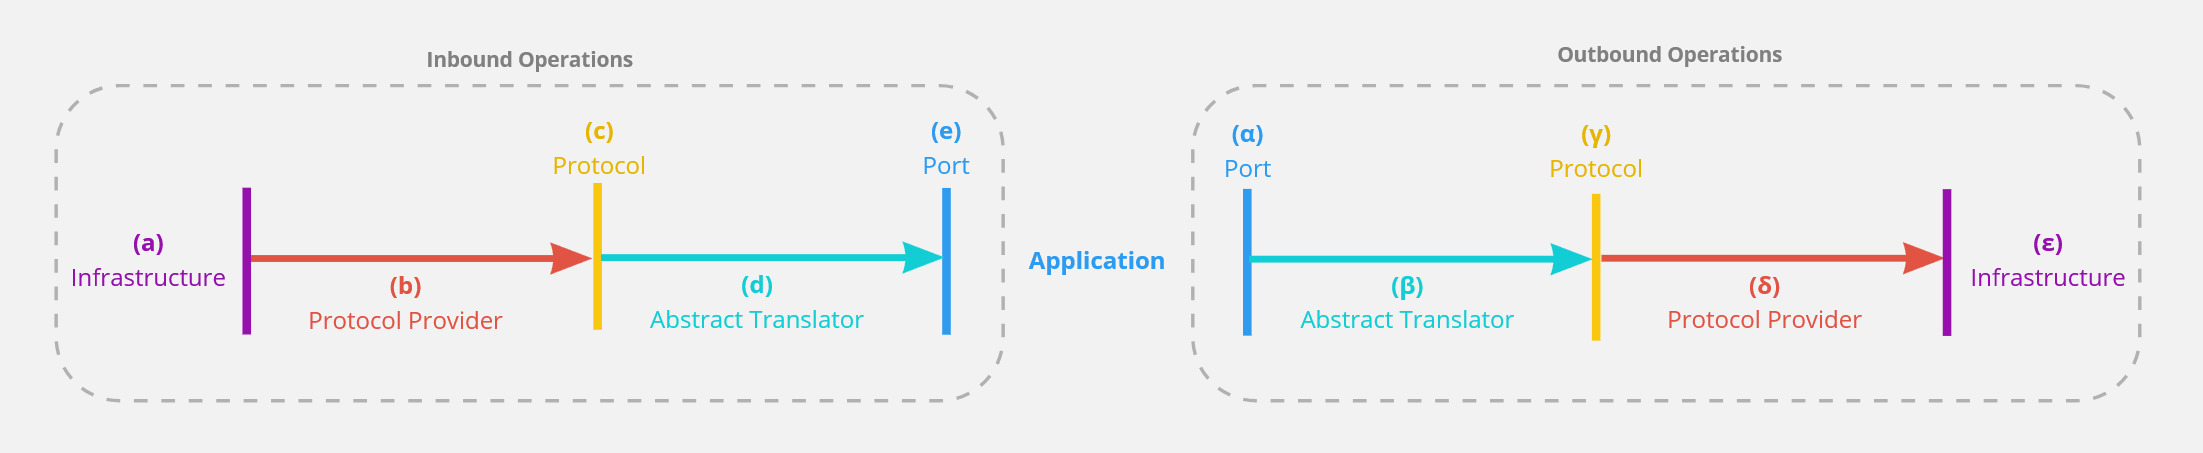 Inbound Operations
(a)
Infrastructure
(b)
Protocol Provider
(c)
Protocol
(d)
Abstract Translator
(e)
Port
Application
Outbound Operations
(α)
Port
(β)
Abstract Translator
(γ)
Protocol
(δ)
Protocol Provider
(ε)
Infrastructure